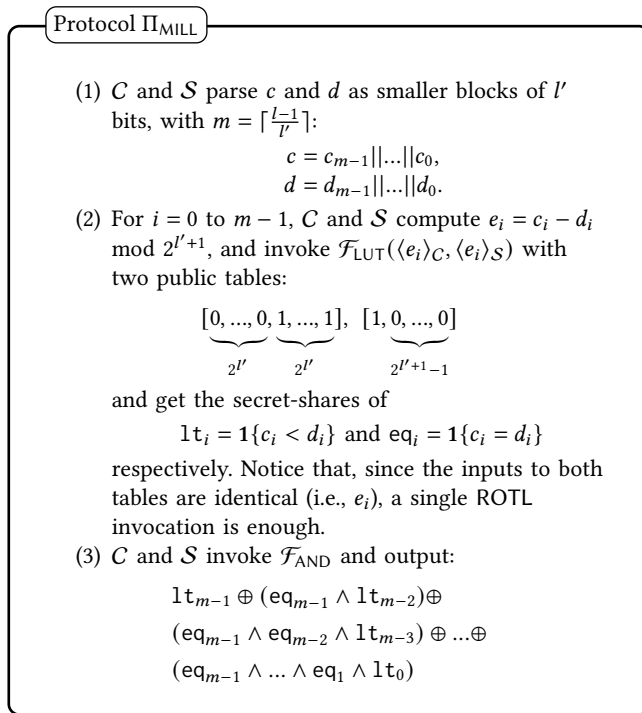 Protocol Π_MILL
(1) C and S parse c and d as smaller blocks of l′
bits, with m = ⌈(l−1)/l′⌉:
c = c_{m−1}||...||c_0,
d = d_{m−1}||...||d_0.
(2) For i = 0 to m − 1, C and S compute e_i = c_i − d_i
mod 2^{l′+1}, and invoke F_LUT(⟨e_i⟩_C, ⟨e_i⟩_S) with
two public tables:
[0, ..., 0, 1, ..., 1], [1, 0, ..., 0]
2^{l′} 2^{l′} 2^{l′+1}−1
and get the secret-shares of
lt_i = 1{c_i < d_i} and eq_i = 1{c_i = d_i}
respectively. Notice that, since the inputs to both
tables are identical (i.e., e_i), a single ROTL
invocation is enough.
(3) C and S invoke F_AND and output:
lt_{m−1} ⊕ (eq_{m−1} ∧ lt_{m−2})⊕
(eq_{m−1} ∧ eq_{m−2} ∧ lt_{m−3}) ⊕ ...⊕
(eq_{m−1} ∧ ... ∧ eq_1 ∧ lt_0)